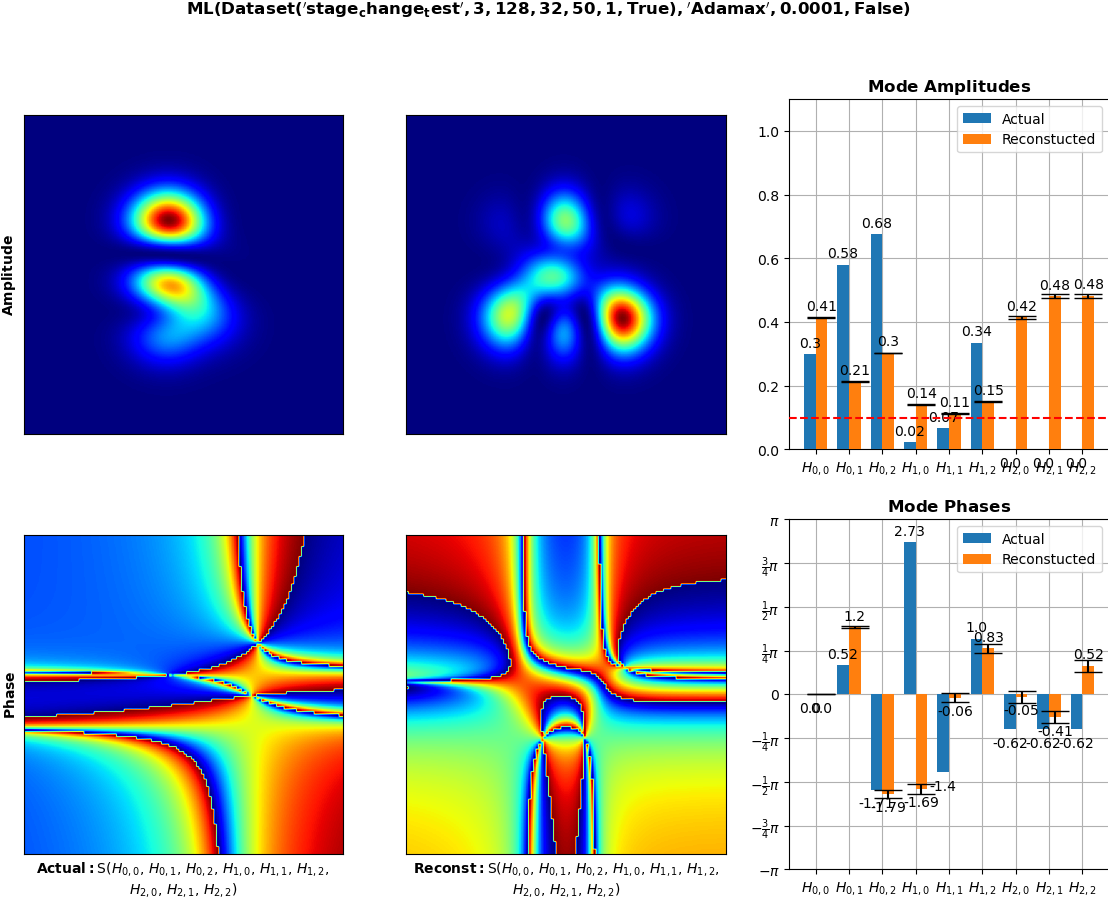 ML(Dataset('stage_change_test', 3, 128, 32, 50, 1, True), 'Adamax', 0.0001, False)
Amplitude
Mode Amplitudes
Actual
Reconstucted
1.0
0.8
0.6
0.4
0.2
0.0
0.3 0.41 0.58 0.21 0.68 0.3 0.02 0.14 0.07 0.11 0.34 0.15 0.0 0.42 0.0 0.48 0.0 0.48
H0,0 H0,1 H0,2 H1,0 H1,1 H1,2 H2,0 H2,1 H2,2
Phase
Mode Phases
Actual
Reconstucted
π
3/4π
1/2π
1/4π
0
−1/4π
−1/2π
−3/4π
−π
0.0 0.0 0.52 1.2 -1.71 -1.79 2.73 -1.69 -1.4 -0.06 1.0 0.83 -0.62 -0.05 -0.62 -0.41 -0.62 0.52
H0,0 H0,1 H0,2 H1,0 H1,1 H1,2 H2,0 H2,1 H2,2
Actual: S(H0,0, H0,1, H0,2, H1,0, H1,1, H1,2,
H2,0, H2,1, H2,2)
Reconst: S(H0,0, H0,1, H0,2, H1,0, H1,1, H1,2,
H2,0, H2,1, H2,2)